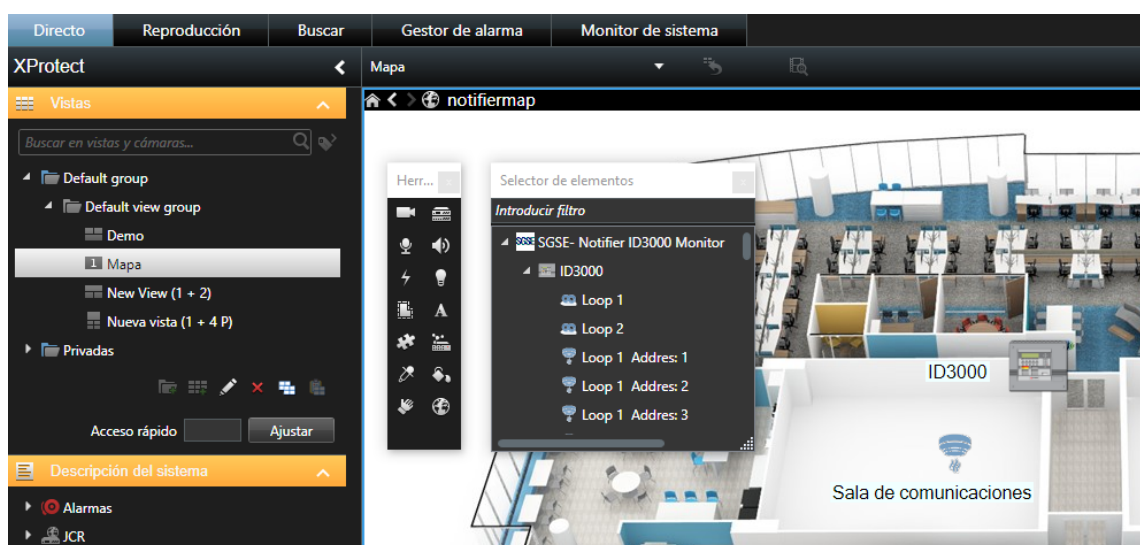 Directo Reproducción Buscar Gestor de alarma Monitor de sistema
XProtect
Mapa
Vistas
notifiermap
Buscar en vistas y cámaras...
Default group
Default view group
Demo
1 Mapa
New View (1 + 2)
Nueva vista (1 + 4 P)
Privadas
Acceso rápido Ajustar
Descripción del sistema
Alarmas
JCR
Herr... x
A
Selector de elementos x
Introducir filtro
SGSE SGSE- Notifier ID3000 Monitor
ID3000
Loop 1
Loop 2
Loop 1 Addres: 1
Loop 1 Addres: 2
Loop 1 Addres: 3
ID3000
Sala de comunicaciones